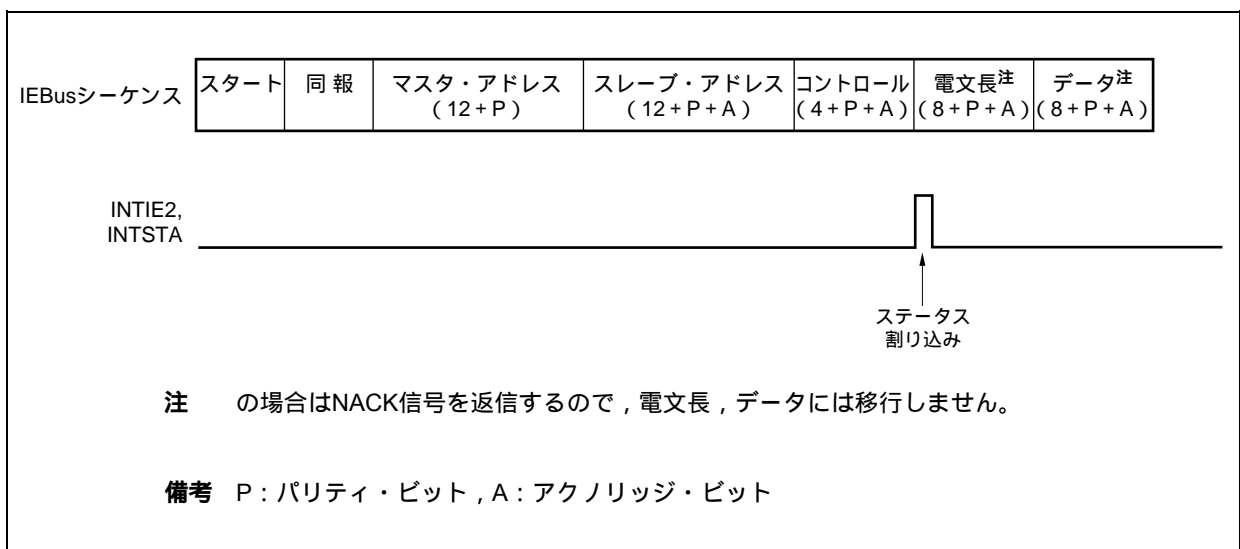 IEBusシーケンス
スタート
同 報
マスタ・アドレス
(12+P)
スレーブ・アドレス
(12+P+A)
コントロール
(4+P+A)
電文長注
(8+P+A)
データ注
(8+P+A)
INTIE2,
INTSTA
ステータス
割り込み
注 の場合はNACK信号を返信するので,電文長,データには移行しません。
備考 P:パリティ・ビット,A:アクノリッジ・ビット